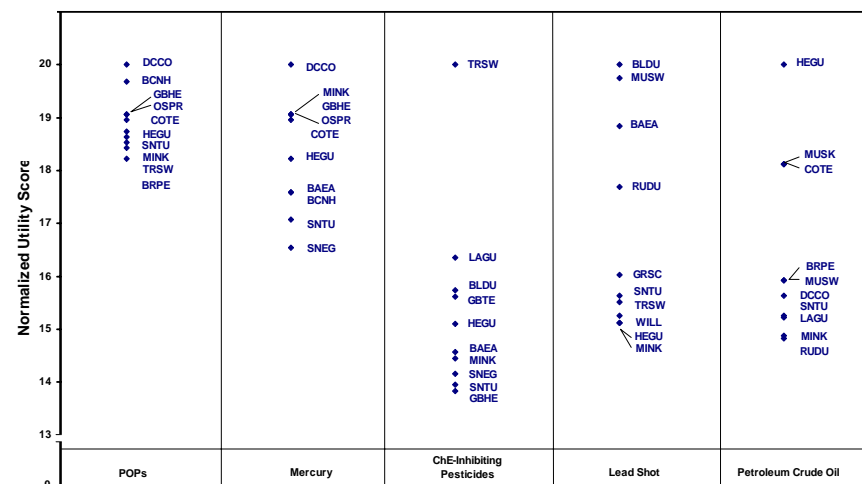 Normalized Utility Score
20
19
18
17
16
15
14
13
0
DCCO
BCNH
GBHE
OSPR
COTE
HEGU
SNTU
MINK
TRSW
BRPE
POPs
DCCO
MINK
GBHE
OSPR
COTE
HEGU
BAEA
BCNH
SNTU
SNEG
Mercury
TRSW
LAGU
BLDU
GBTE
HEGU
BAEA
MINK
SNEG
SNTU
GBHE
ChE-Inhibiting
Pesticides
BLDU
MUSW
BAEA
RUDU
GRSC
SNTU
TRSW
WILL
HEGU
MINK
Lead Shot
HEGU
MUSK
COTE
BRPE
MUSW
DCCO
SNTU
LAGU
MINK
RUDU
Petroleum Crude Oil